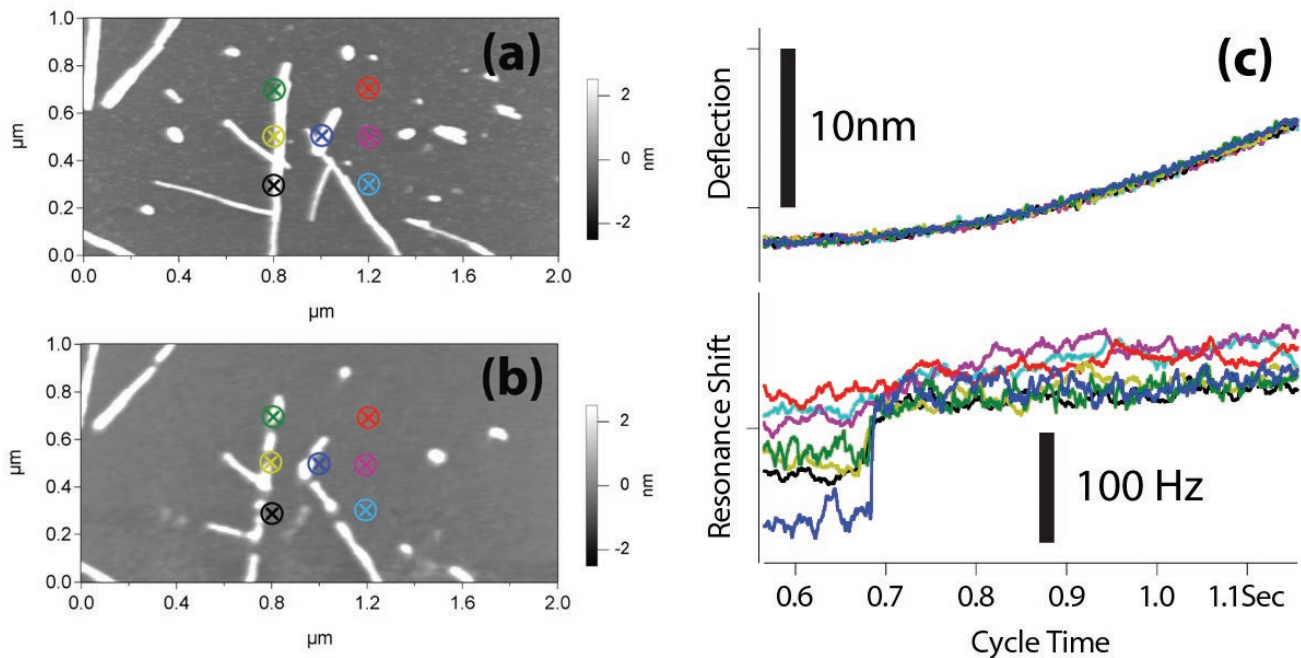 (a)
1.0
0.8
0.6
0.4
0.2
0.0
µm
0.0 0.4 0.8 1.2 1.6 2.0
µm
2
0
-2
nm
(b)
1.0
0.8
0.6
0.4
0.2
0.0
µm
0.0 0.4 0.8 1.2 1.6 2.0
µm
2
0
-2
nm
(c)
Deflection
10nm
Resonance Shift
100 Hz
0.6 0.7 0.8 0.9 1.0 1.1Sec
Cycle Time